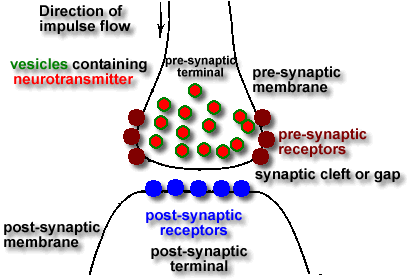 Direction of
impulse flow
vesicles containing
neurotransmitter
pre-synaptic
terminal
pre-synaptic
membrane
pre-synaptic
receptors
synaptic cleft or gap
post-synaptic
membrane
post-synaptic
receptors
post-synaptic
terminal